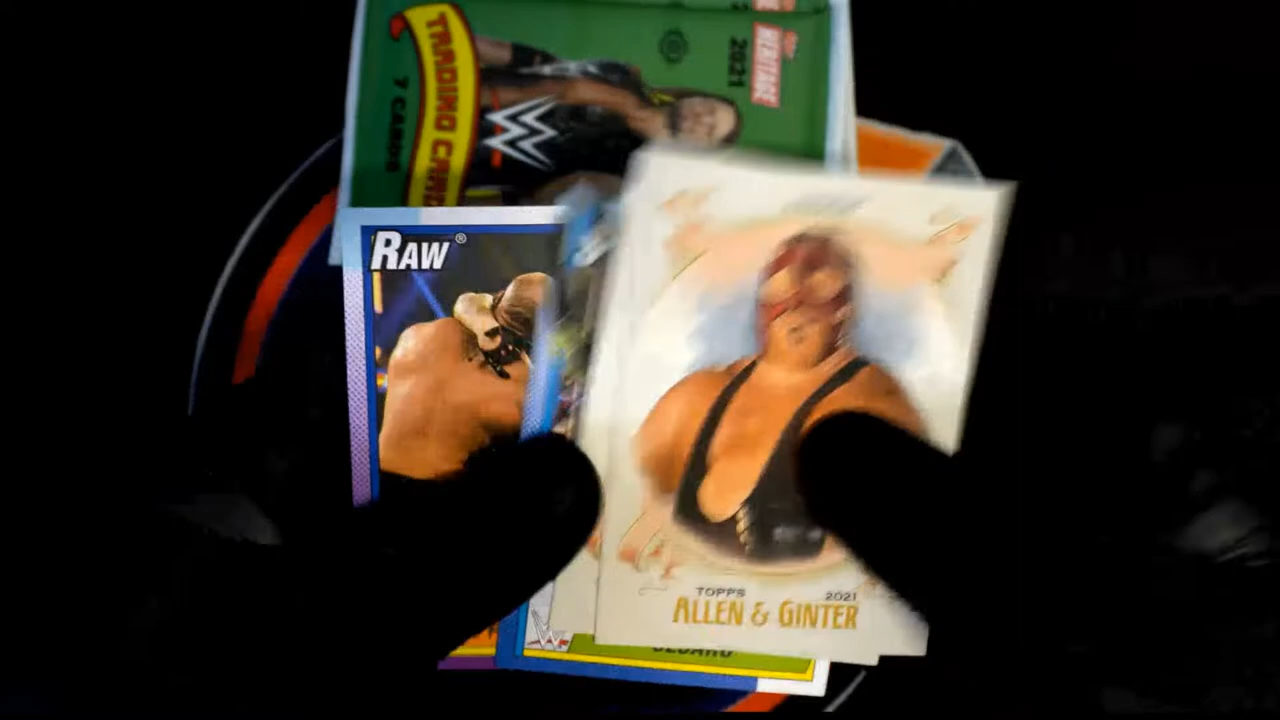 TRADING CARDS
7 CARDS
2021
HERITAGE
RAW®
TOPPS 2021
ALLEN & GINTER
CESARO